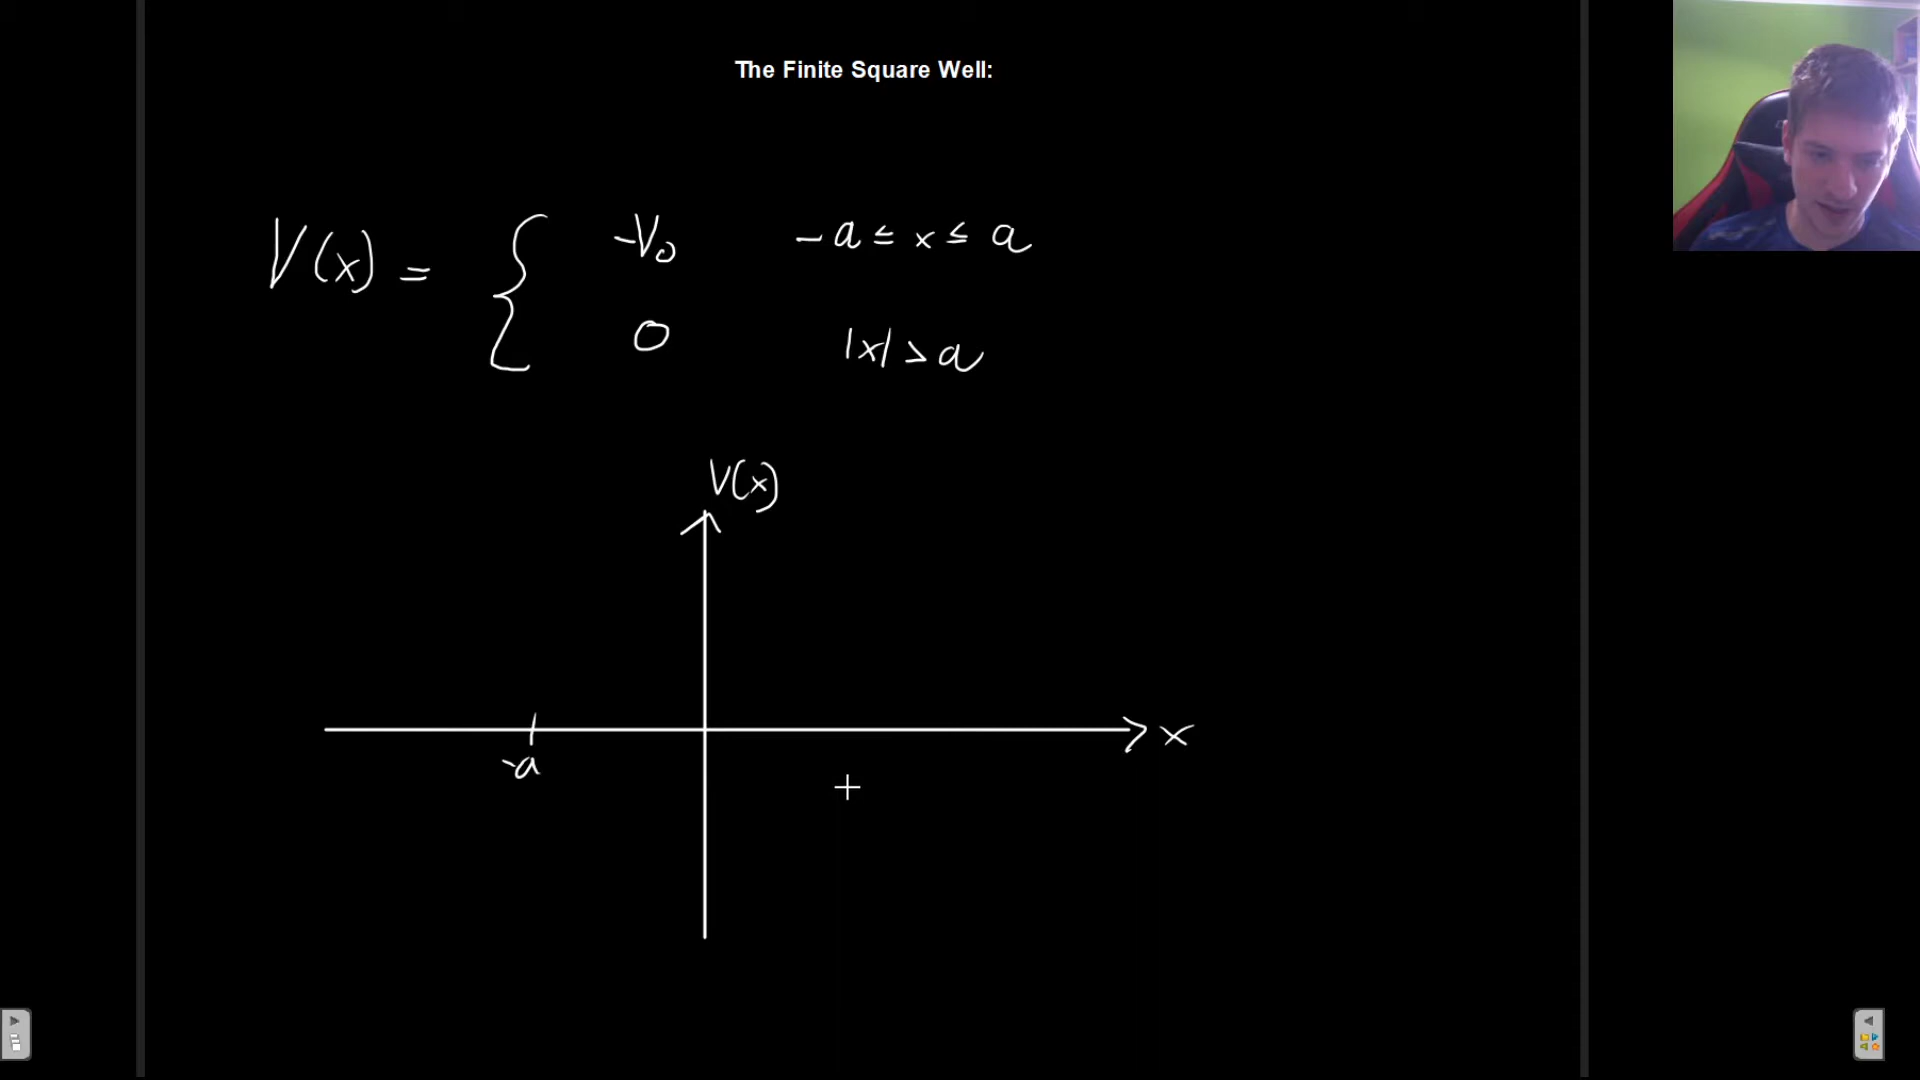 The Finite Square Well:
V(x) = { -V₀ -a ≤ x ≤ a
0 |x| > a
V(x)
x
-a